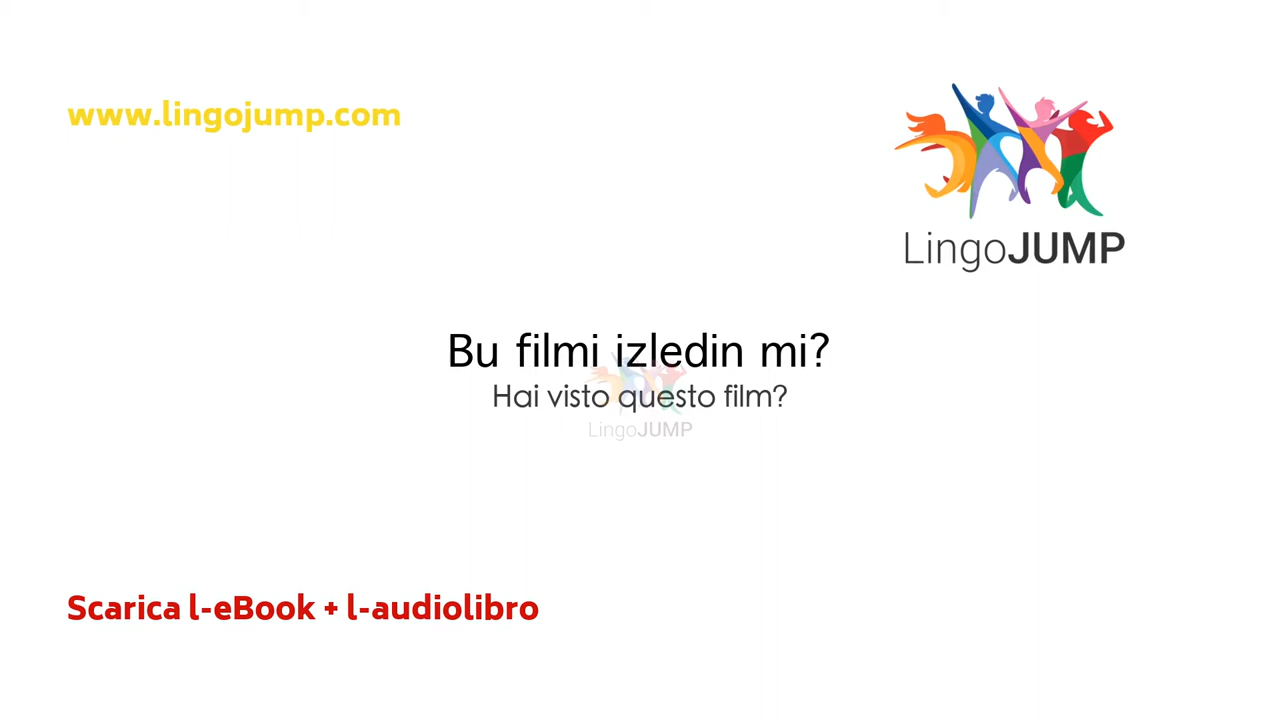 www.lingojump.com
LingoJUMP
Bu filmi izledin mi?
Hai visto questo film?
LingoJUMP
Scarica l-eBook + l-audiolibro